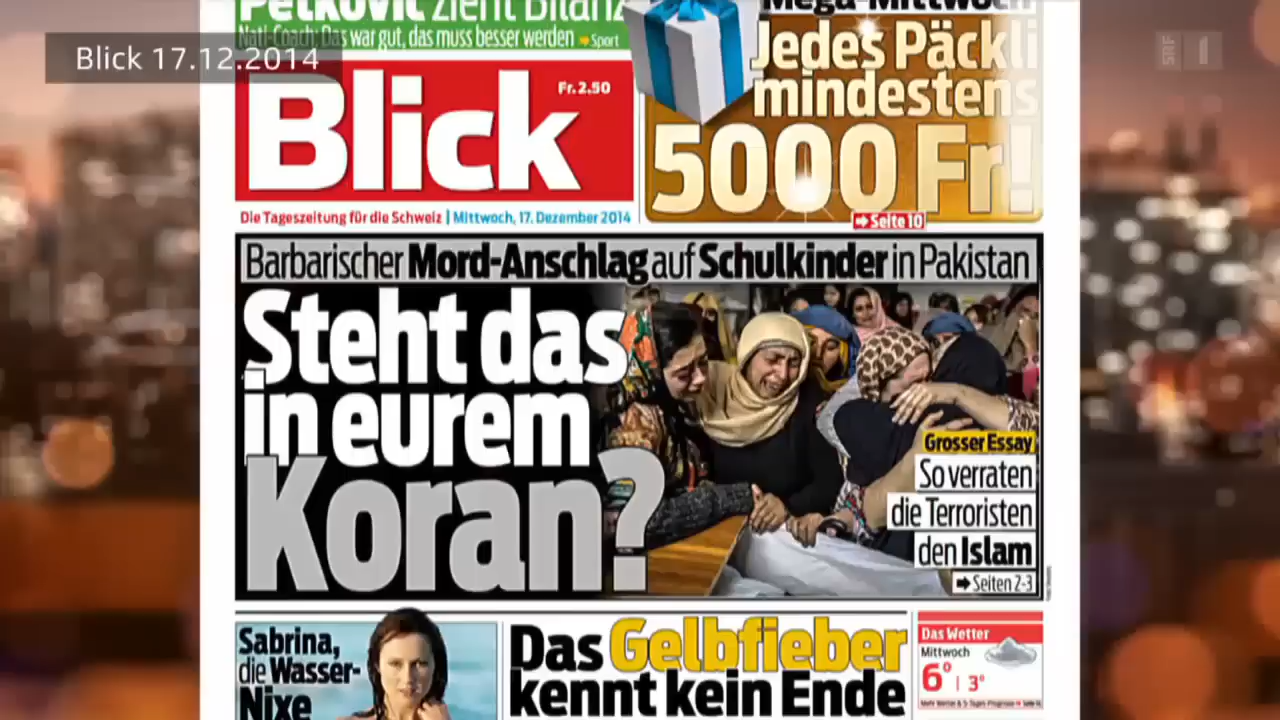 Petković zieht Bilanz
Nati-Coach: Das war gut, das muss besser werden ➔ Sport
Blick 17.12.2014
Mega-Mittwoch
Jedes Päckli
mindestens
5000 Fr!
➔ Seite 10
SRF 1
Blick
Fr. 2.50
Die Tageszeitung für die Schweiz | Mittwoch, 17. Dezember 2014
Barbarischer Mord-Anschlag auf Schulkinder in Pakistan
Steht das
in eurem
Koran?
Grosser Essay
So verraten
die Terroristen
den Islam
➔ Seiten 2-3
Sabrina,
die Wasser-
Nixe
Das Gelbfieber
kennt kein Ende
Das Wetter
Mittwoch
6° | 3°